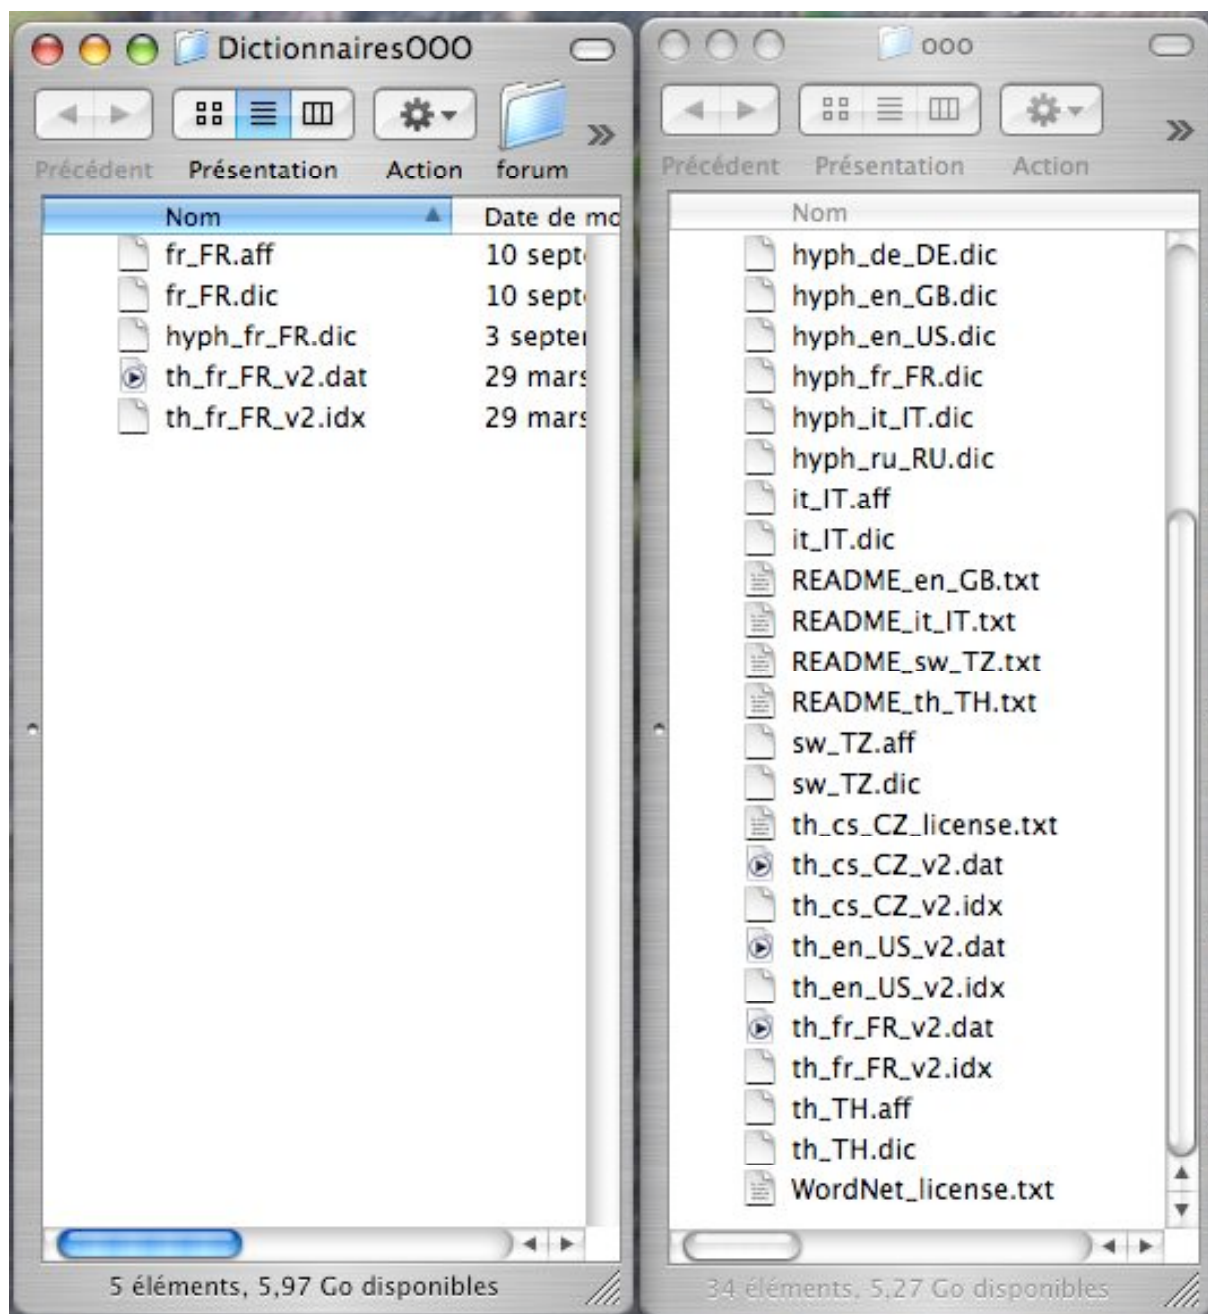 DictionnairesOOO
Précédent Présentation Action forum
Nom Date de mo
fr_FR.aff 10 septe
fr_FR.dic 10 septe
hyph_fr_FR.dic 3 septer
th_fr_FR_v2.dat 29 mars
th_fr_FR_v2.idx 29 mars
5 éléments, 5,97 Go disponibles
ooo
Précédent Présentation Action
Nom
hyph_de_DE.dic
hyph_en_GB.dic
hyph_en_US.dic
hyph_fr_FR.dic
hyph_it_IT.dic
hyph_ru_RU.dic
it_IT.aff
it_IT.dic
README_en_GB.txt
README_it_IT.txt
README_sw_TZ.txt
README_th_TH.txt
sw_TZ.aff
sw_TZ.dic
th_cs_CZ_license.txt
th_cs_CZ_v2.dat
th_cs_CZ_v2.idx
th_en_US_v2.dat
th_en_US_v2.idx
th_fr_FR_v2.dat
th_fr_FR_v2.idx
th_TH.aff
th_TH.dic
WordNet_license.txt
34 éléments, 5,27 Go disponibles